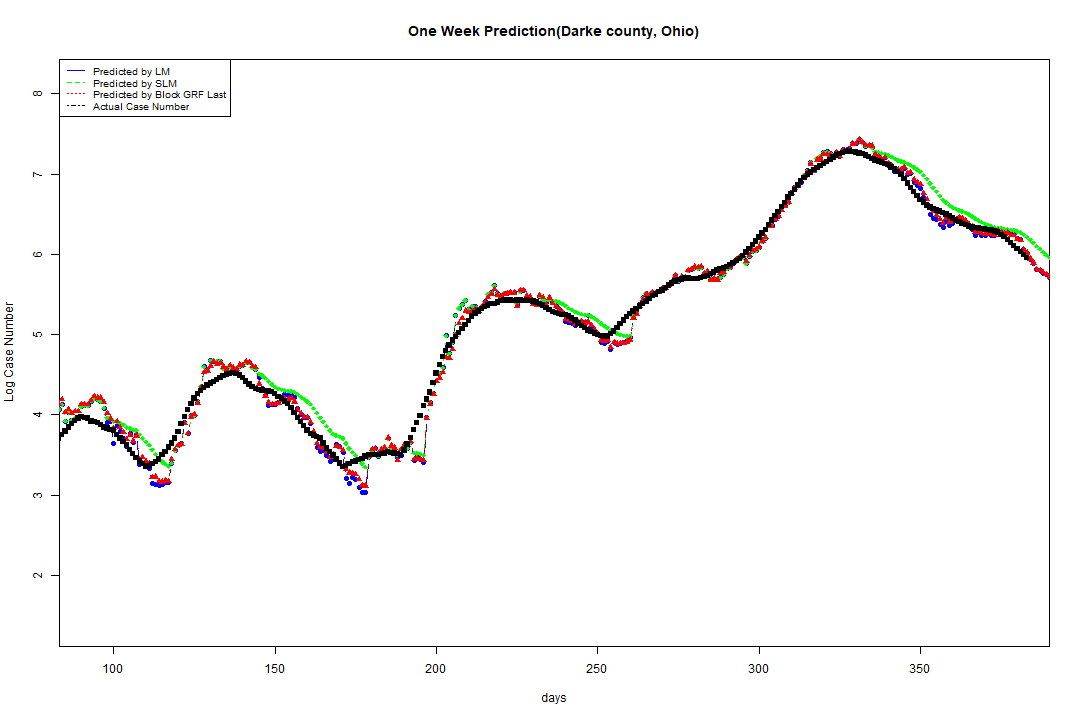 One Week Prediction(Darke county, Ohio)
Predicted by LM
Predicted by SLM
Predicted by Block GRF Last
Actual Case Number
8
7
6
5
4
3
2
Log Case Number
100 150 200 250 300 350
days